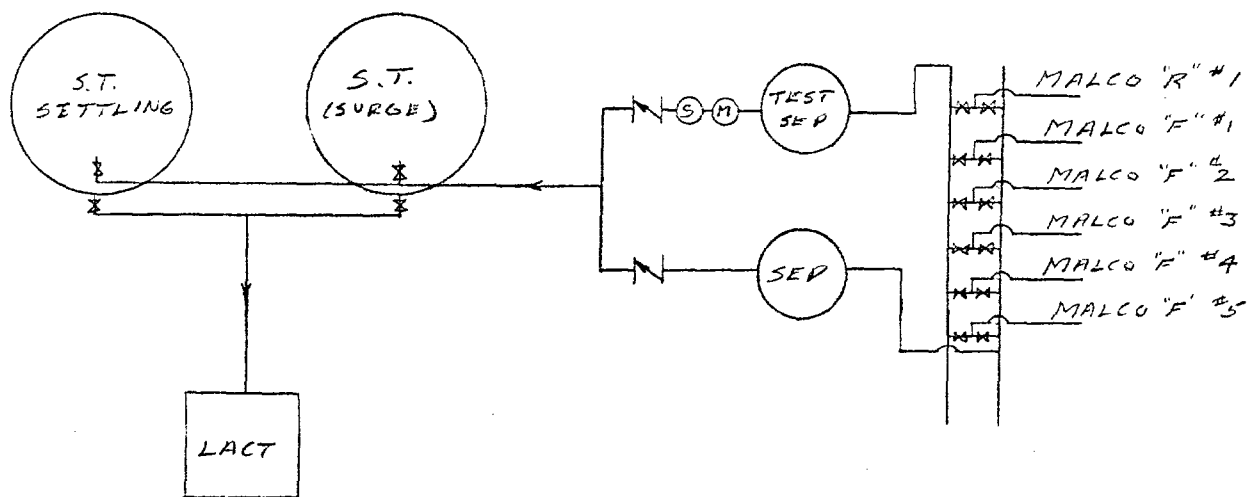 S.T.
SETTLING
S.T.
(SURGE)
S
M
TEST
SEP
SEP
LACT
MALCO "R" #1
MALCO "F" #1
MALCO "F" #2
MALCO "F" #3
MALCO "F" #4
MALCO "F" #5